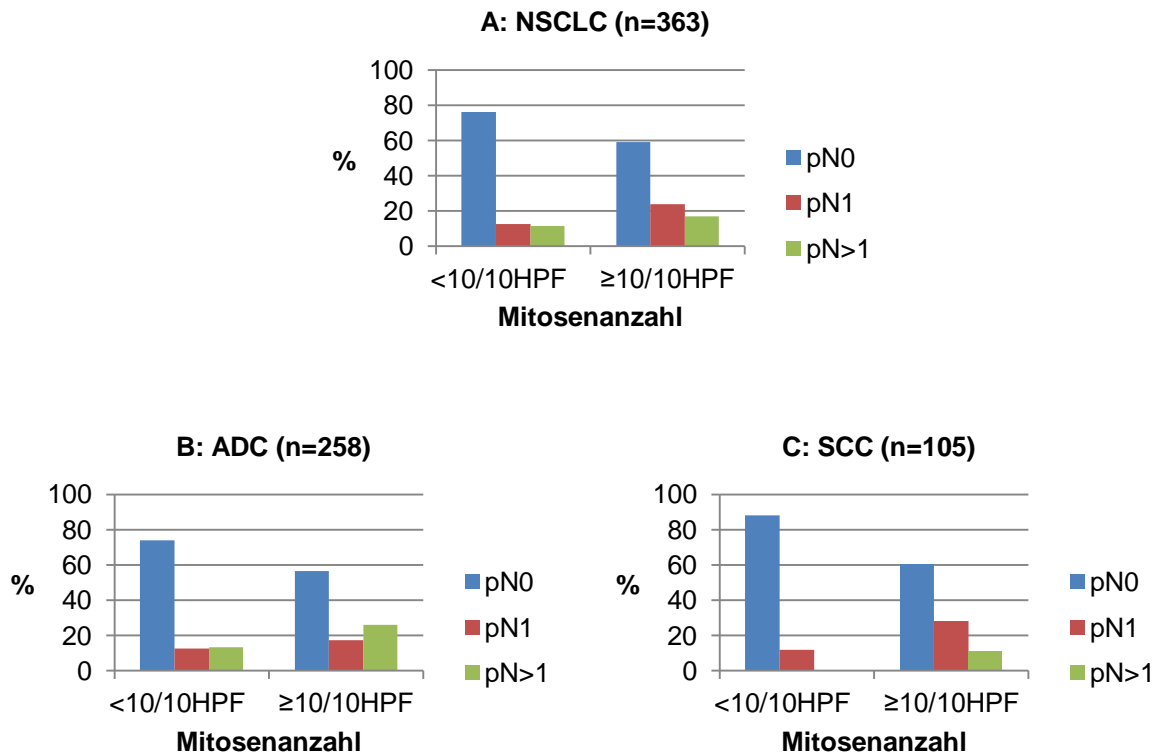 A: NSCLC (n=363)
100
80
60
40
20
0
%
<10/10HPF ≥10/10HPF
Mitosenanzahl
pN0
pN1
pN>1
B: ADC (n=258)
100
80
60
40
20
0
%
<10/10HPF ≥10/10HPF
Mitosenanzahl
pN0
pN1
pN>1
C: SCC (n=105)
100
80
60
40
20
0
%
<10/10HPF ≥10/10HPF
Mitosenanzahl
pN0
pN1
pN>1